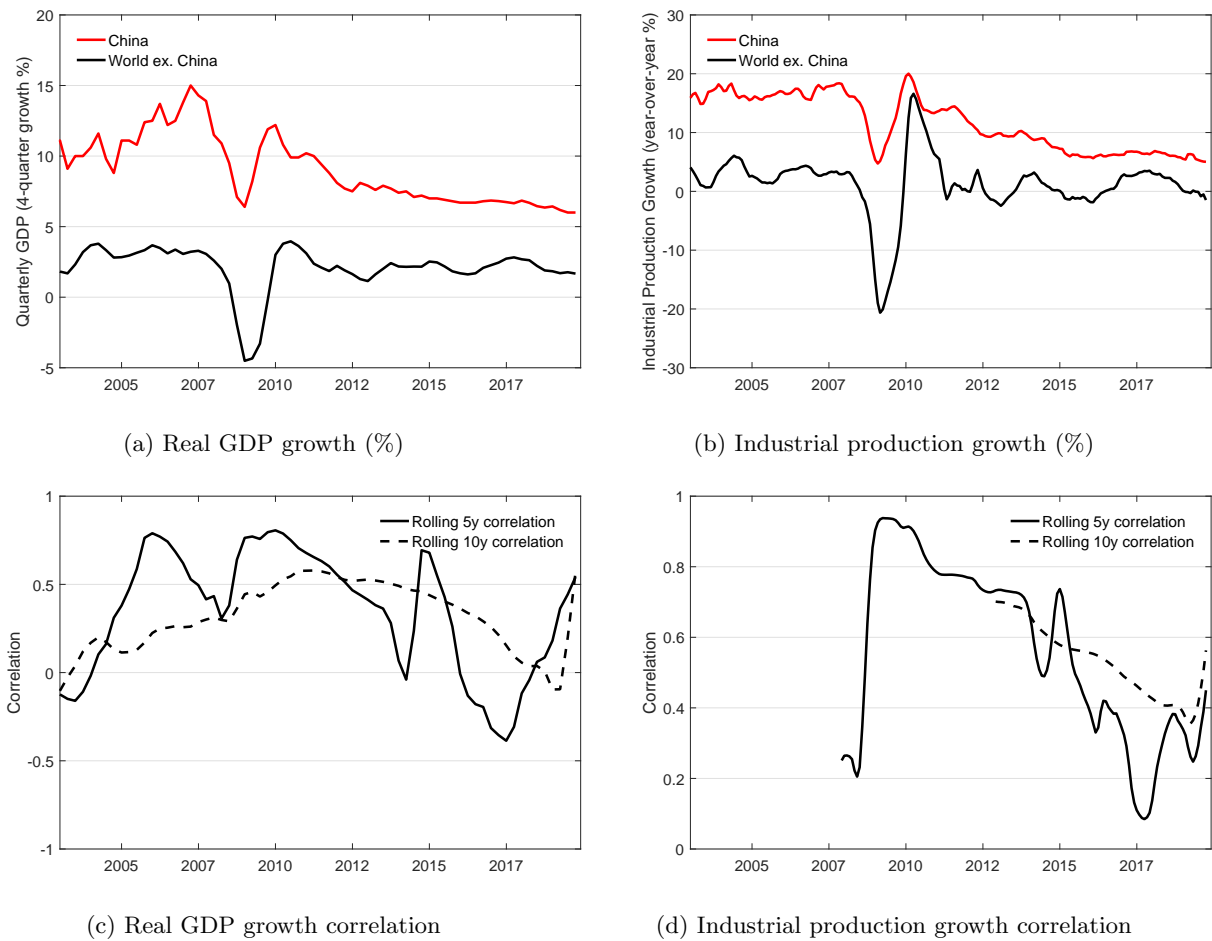 Quarterly GDP (4-quarter growth %)
20
15
10
5
0
-5
China
World ex. China
2005 2007 2010 2012 2015 2017
(a) Real GDP growth (%)
Industrial Production Growth (year-over-year %)
30
20
10
0
-10
-20
-30
China
World ex. China
2005 2007 2010 2012 2015 2017
(b) Industrial production growth (%)
Correlation
1
0.5
0
-0.5
-1
Rolling 5y correlation
Rolling 10y correlation
2005 2007 2010 2012 2015 2017
(c) Real GDP growth correlation
Correlation
1
0.8
0.6
0.4
0.2
0
Rolling 5y correlation
Rolling 10y correlation
2005 2007 2010 2012 2015 2017
(d) Industrial production growth correlation